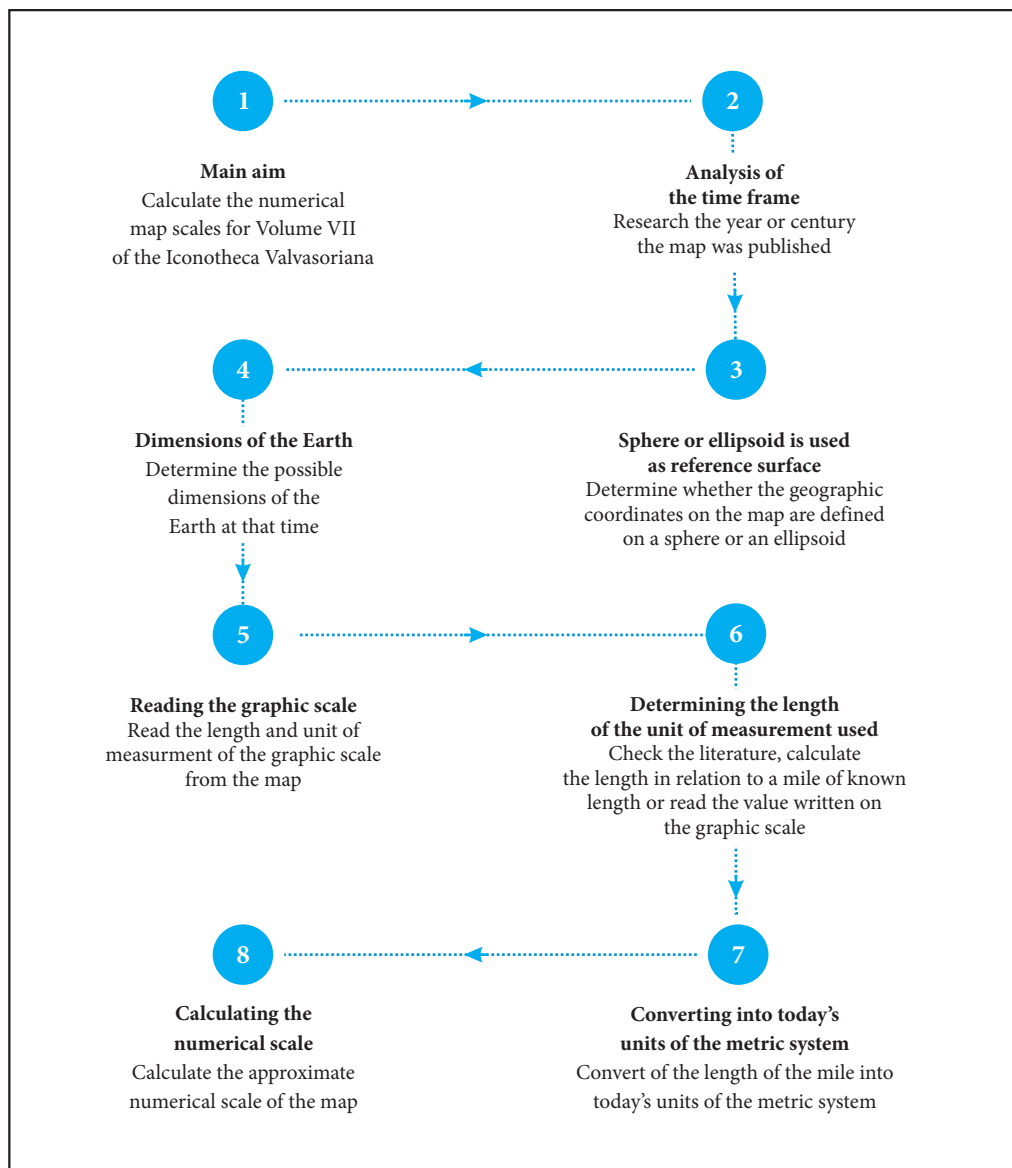 1
Main aim
Calculate the numerical
map scales for Volume VII
of the Iconotheca Valvasoriana
2
Analysis of
the time frame
Research the year or century
the map was published
3
Sphere or ellipsoid is used
as reference surface
Determine whether the geographic
coordinates on the map are defined
on a sphere or an ellipsoid
4
Dimensions of the Earth
Determine the possible
dimensions of the
Earth at that time
5
Reading the graphic scale
Read the length and unit of
measurment of the graphic scale
from the map
6
Determining the length
of the unit of measurement used
Check the literature, calculate
the length in relation to a mile of known
length or read the value written on
the graphic scale
7
Converting into today’s
units of the metric system
Convert of the length of the mile into
today’s units of the metric system
8
Calculating the
numerical scale
Calculate the approximate
numerical scale of the map